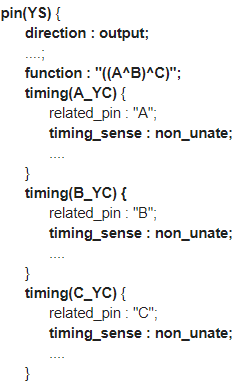 pin(YS) {
direction : output;
....;
function : "((A^B)^C)";
timing(A_YC) {
related_pin : "A";
timing_sense : non_unate;
....
}
timing(B_YC) {
related_pin : "B";
timing_sense : non_unate;
....
}
timing(C_YC) {
related_pin : "C";
timing_sense : non_unate;
....
}